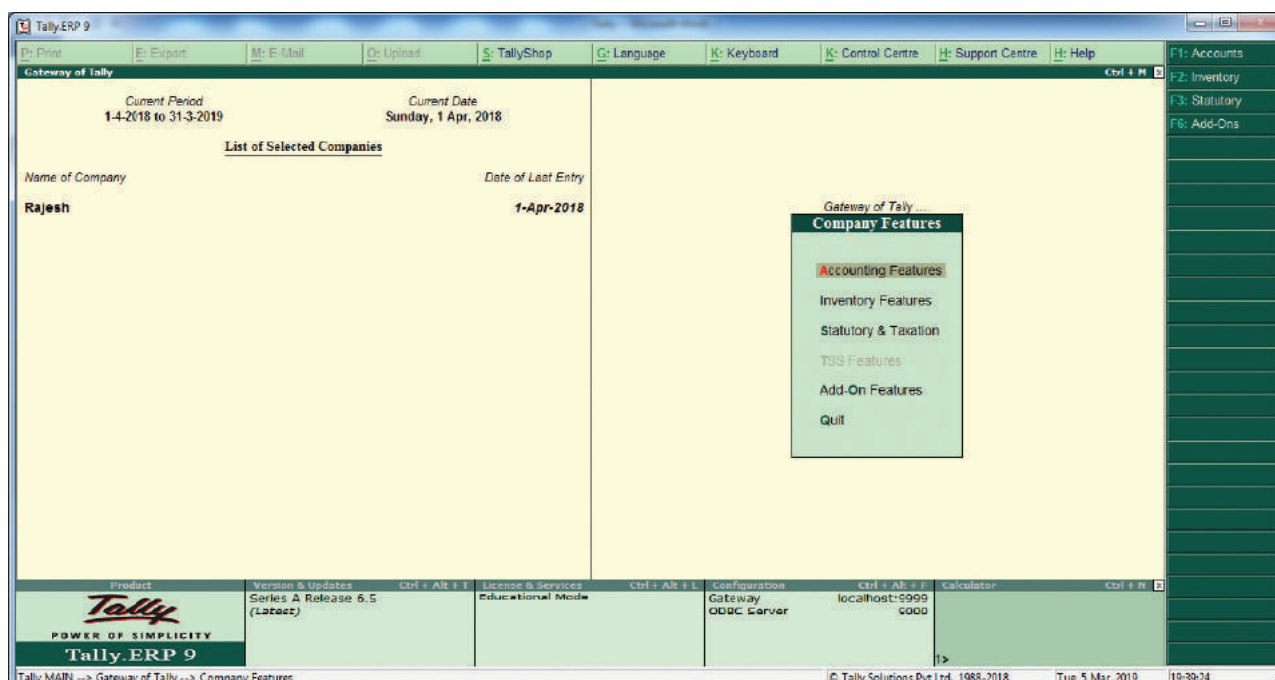 Tally.ERP 9
P: Print E: Export M: E-Mail O: Upload S: TallyShop G: Language K: Keyboard K: Control Centre H: Support Centre H: Help
Gateway of Tally Ctrl + M x
Current Period Current Date
1-4-2018 to 31-3-2019 Sunday, 1 Apr, 2018
List of Selected Companies
Name of Company Date of Last Entry
Rajesh 1-Apr-2018
Gateway of Tally ....
Company Features
Accounting Features
Inventory Features
Statutory & Taxation
TSS Features
Add-On Features
Quit
F1: Accounts
F2: Inventory
F3: Statutory
F6: Add-Ons
Product
Tally
POWER OF SIMPLICITY
Tally.ERP 9
Version & Updates Ctrl + Alt + T
Series A Release 6.5
(Latest)
License & Services Ctrl + Alt + L
Educational Mode
Configuration Ctrl + Alt + F
Gateway localhost:9999
ODBC Server 9000
Calculator Ctrl + N x
1>
Tally MAIN --> Gateway of Tally --> Company Features © Tally Solutions Pvt Ltd., 1988-2018 Tue, 5 Mar, 2019 19:39:24